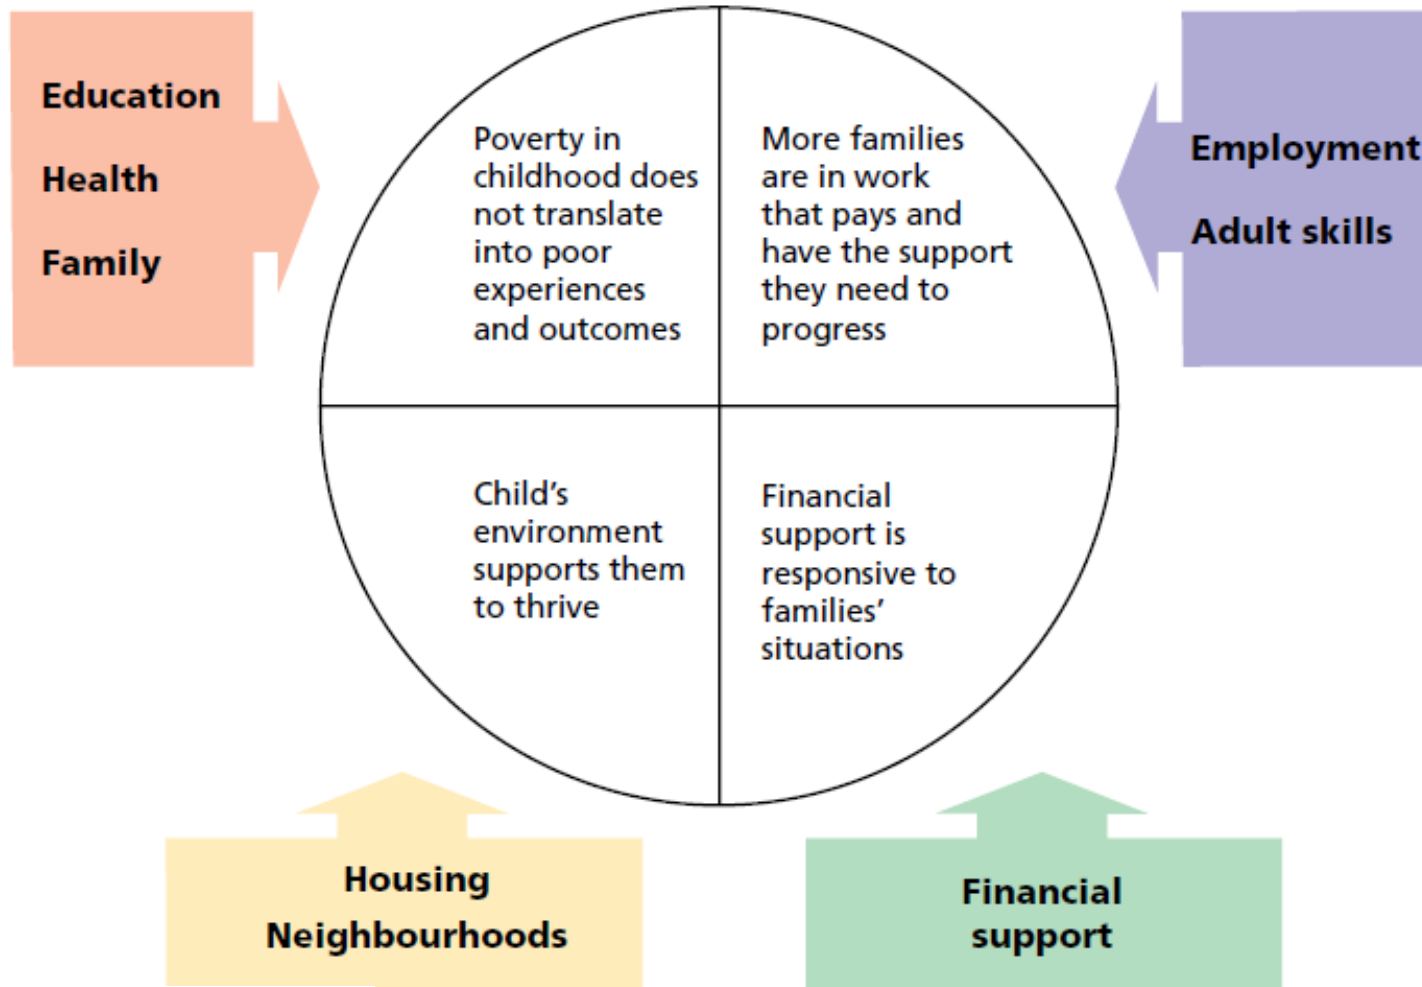 Education
Health
Family
Poverty in
childhood does
not translate
into poor
experiences
and outcomes
More families
are in work
that pays and
have the support
they need to
progress
Employment
Adult skills
Child’s
environment
supports them
to thrive
Financial
support is
responsive to
families’
situations
Housing
Neighbourhoods
Financial
support